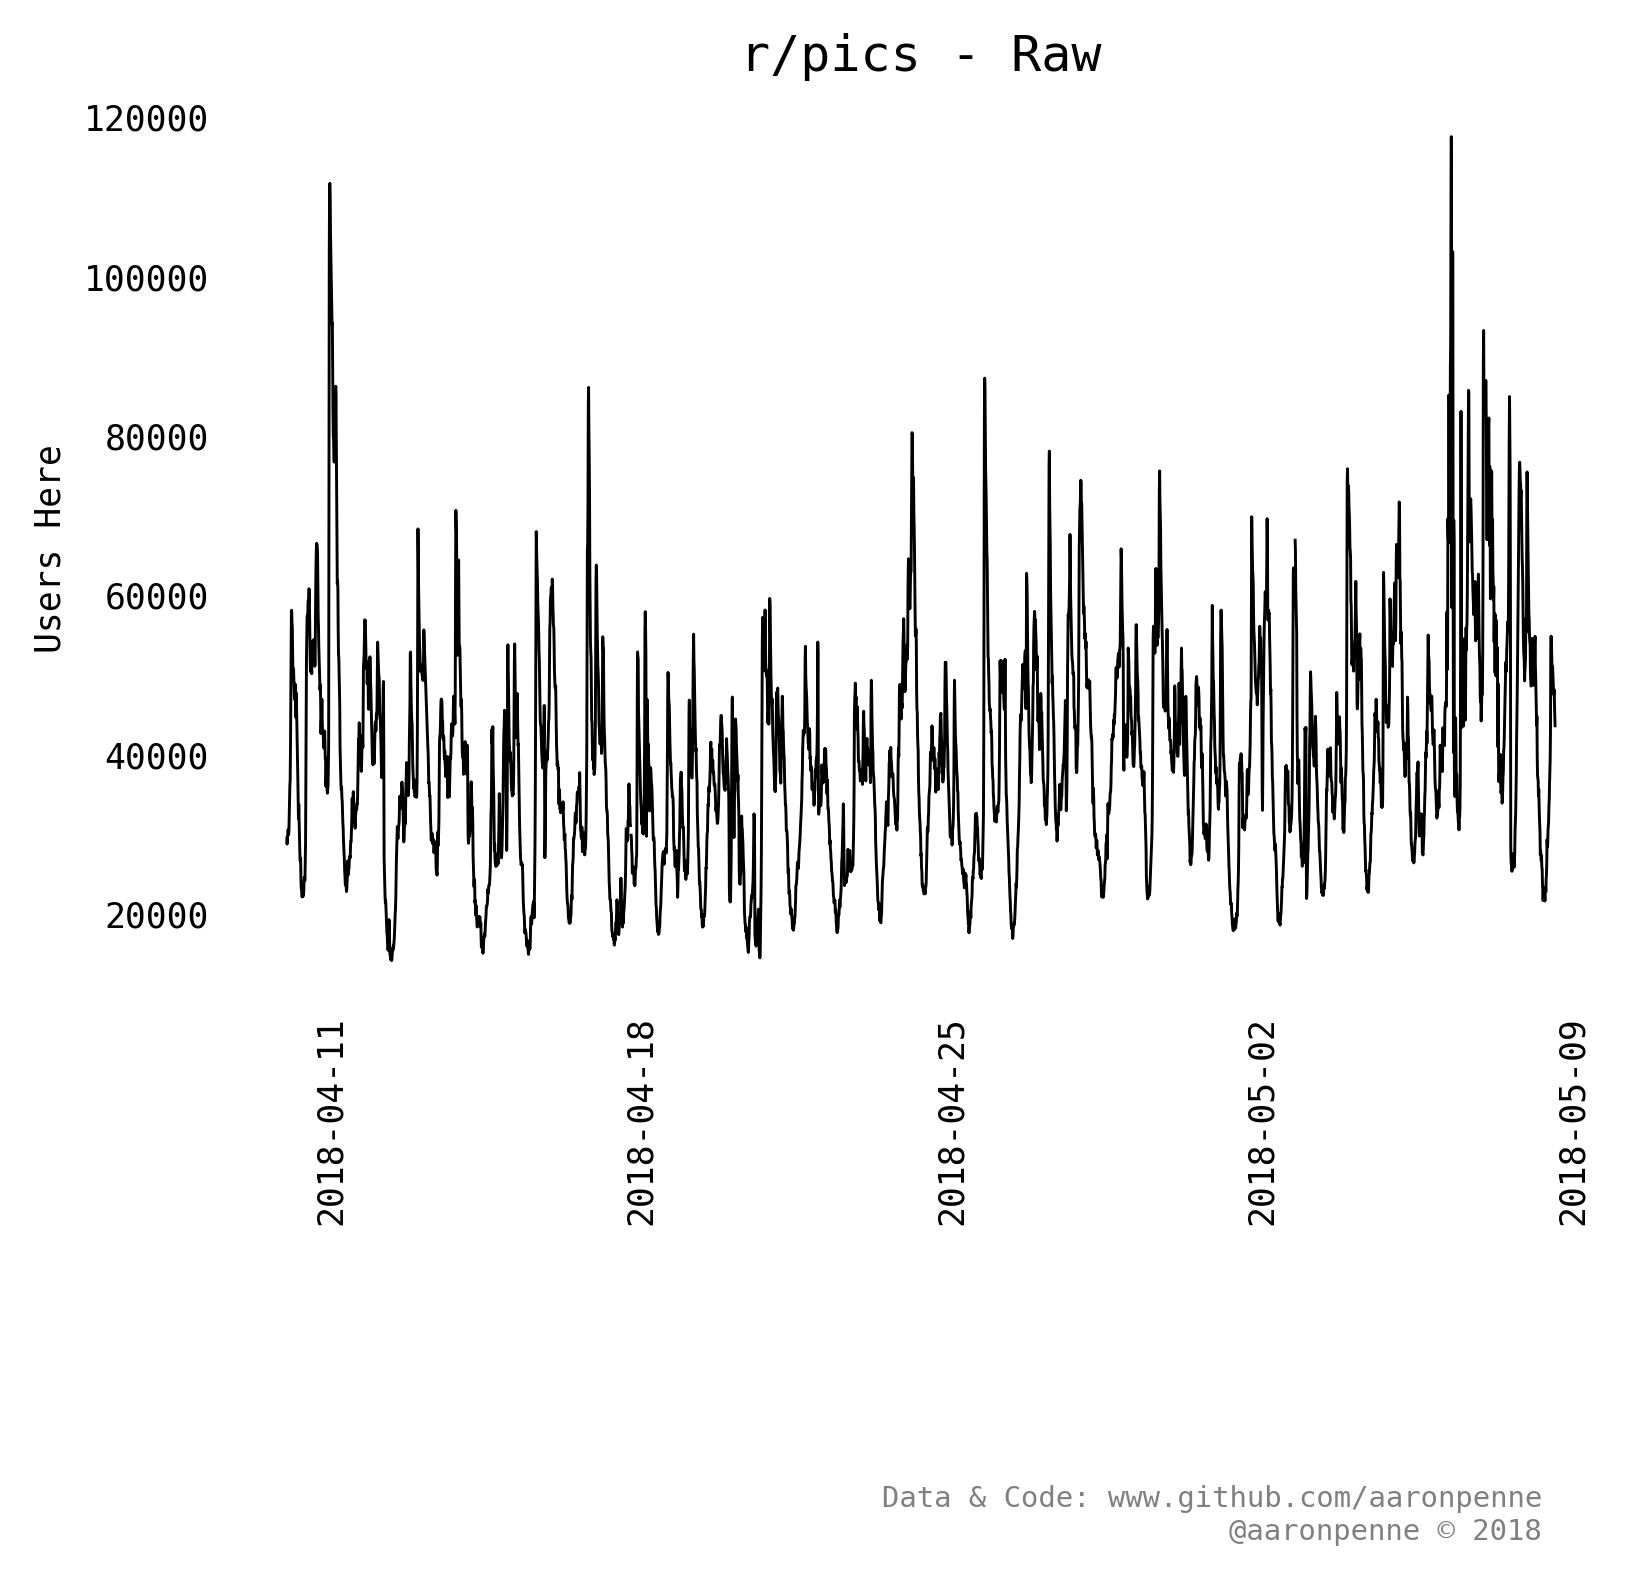 r/pics - Raw
120000
100000
80000
60000
40000
20000
Users Here
2018-04-11
2018-04-18
2018-04-25
2018-05-02
2018-05-09
Data & Code: www.github.com/aaronpenne
@aaronpenne © 2018